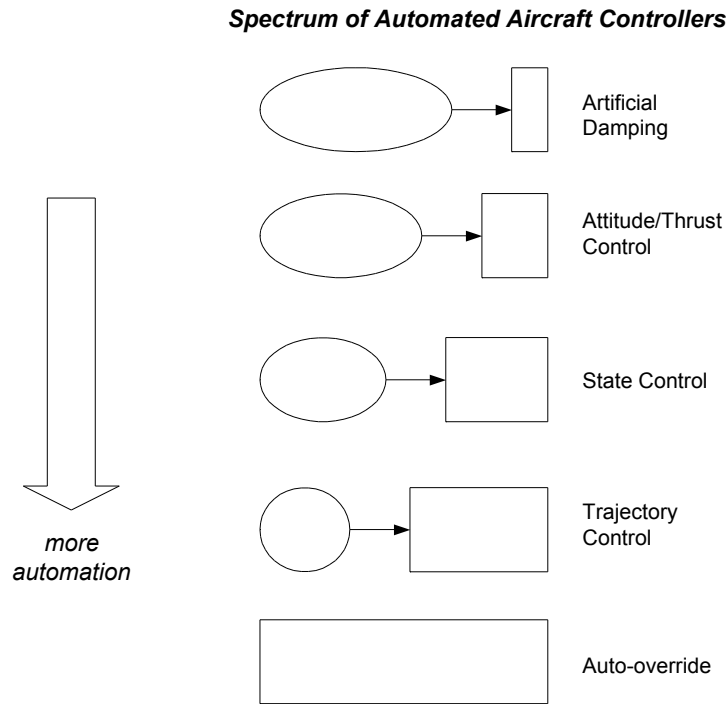 Spectrum of Automated Aircraft Controllers
Artificial
Damping
Attitude/Thrust
Control
State Control
Trajectory
Control
more
automation
Auto-override